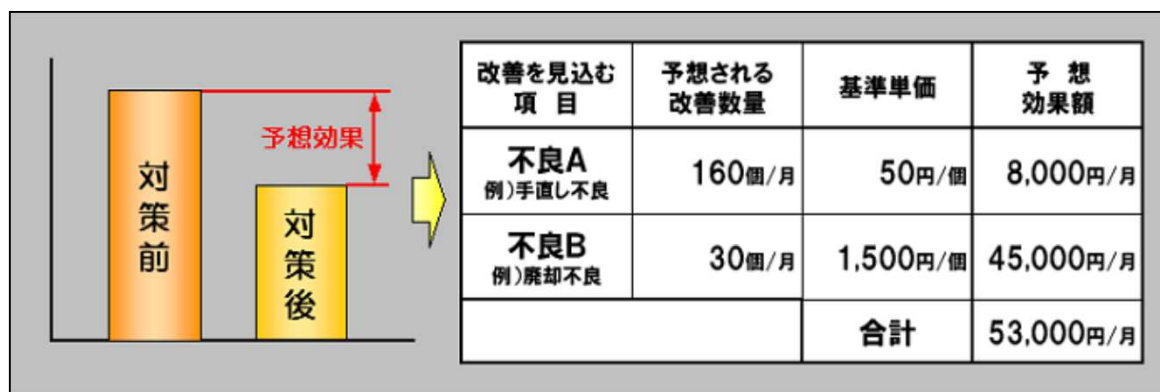 対策前
予想効果
対策後
改善を見込む
項 目
予想される
改善数量
基準単価
予 想
効果額
不良A
例)手直し不良
160個/月
50円/個
8,000円/月
不良B
例)廃却不良
30個/月
1,500円/個
45,000円/月
合計
53,000円/月